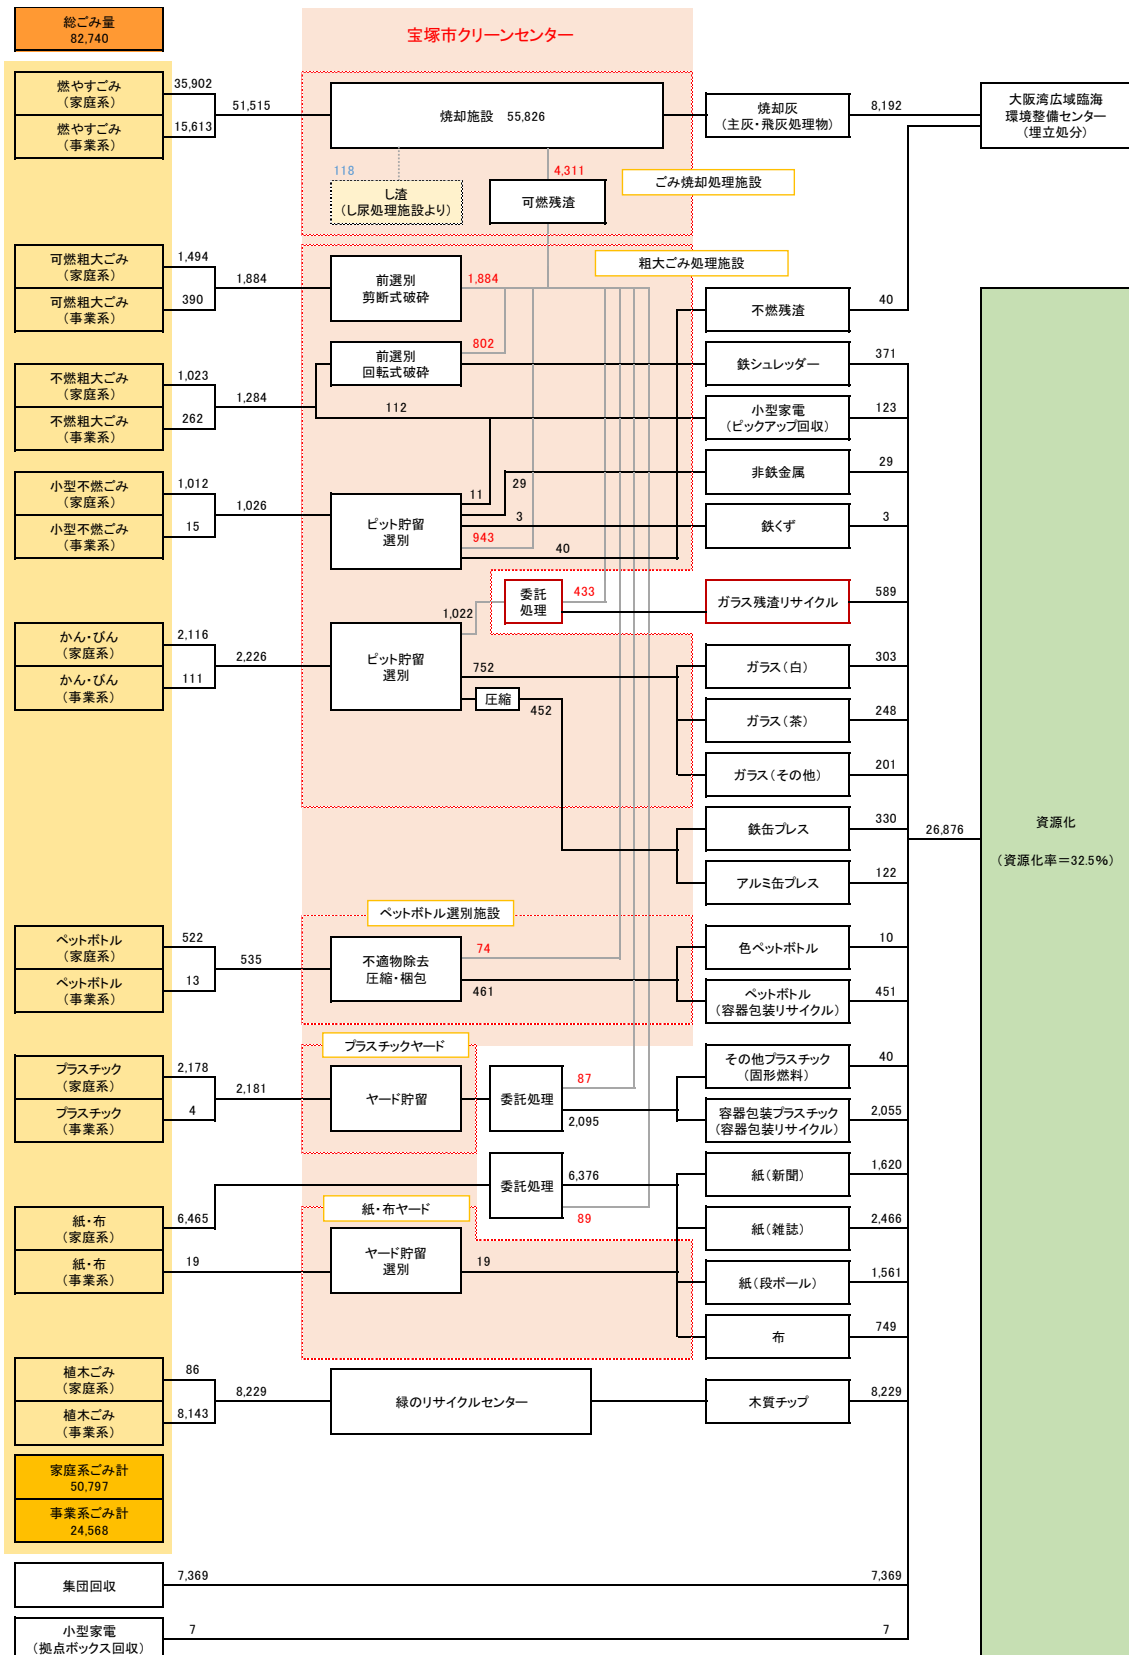 総ごみ量
82,740
宝塚市クリーンセンター
燃やすごみ
(家庭系)
35,902
燃やすごみ
(事業系)
15,613
51,515
焼却施設 55,826
焼却灰
(主灰・飛灰処理物)
8,192
大阪湾広域臨海
環境整備センター
(埋立処分)
118
し渣
(し尿処理施設より)
4,311
可燃残渣
ごみ焼却処理施設
粗大ごみ処理施設
可燃粗大ごみ
(家庭系)
1,494
可燃粗大ごみ
(事業系)
390
1,884
前選別
剪断式破砕
1,884
不燃残渣
40
前選別
回転式破砕
802
鉄シュレッダー
371
不燃粗大ごみ
(家庭系)
1,023
不燃粗大ごみ
(事業系)
262
1,284
112
小型家電
(ピックアップ回収)
123
小型不燃ごみ
(家庭系)
1,012
小型不燃ごみ
(事業系)
15
1,026
ピット貯留
選別
11
29
3
943
40
非鉄金属
29
鉄くず
3
委託
処理
433
ガラス残渣リサイクル
589
かん・びん
(家庭系)
2,116
かん・びん
(事業系)
111
2,226
ピット貯留
選別
1,022
752
圧縮
452
ガラス(白)
303
ガラス(茶)
248
ガラス(その他)
201
鉄缶プレス
330
アルミ缶プレス
122
26,876
資源化
(資源化率=32.5%)
ペットボトル選別施設
ペットボトル
(家庭系)
522
ペットボトル
(事業系)
13
535
不適物除去
圧縮・梱包
74
461
色ペットボトル
10
ペットボトル
(容器包装リサイクル)
451
プラスチックヤード
プラスチック
(家庭系)
2,178
プラスチック
(事業系)
4
2,181
ヤード貯留
委託処理
87
2,095
その他プラスチック
(固形燃料)
40
容器包装プラスチック
(容器包装リサイクル)
2,055
委託処理
6,376
89
紙(新聞)
1,620
紙・布ヤード
紙・布
(家庭系)
6,465
紙・布
(事業系)
19
ヤード貯留
選別
19
紙(雑誌)
2,466
紙(段ボール)
1,561
布
749
植木ごみ
(家庭系)
86
植木ごみ
(事業系)
8,143
8,229
緑のリサイクルセンター
木質チップ
8,229
家庭系ごみ計
50,797
事業系ごみ計
24,568
集団回収
7,369
7,369
小型家電
(拠点ボックス回収)
7
7